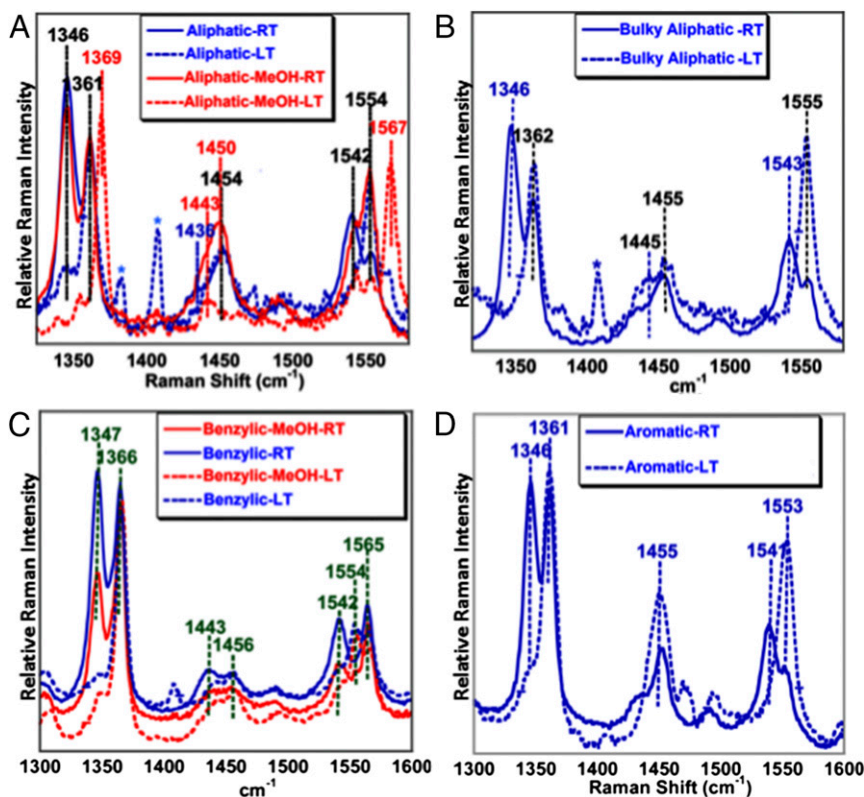 A
Relative Raman Intensity
Aliphatic-RT
Aliphatic-LT
Aliphatic-MeOH-RT
Aliphatic-MeOH-LT
1346
1361
1369
*
*
1436
1443
1450
1454
1542
1554
1567
1350 1400 1450 1500 1550
Raman Shift (cm-1)
B
Relative Raman Intensity
Bulky Aliphatic -RT
Bulky Aliphatic -LT
1346
1362
*
1445
1455
1543
1555
1350 1400 1450 1500 1550
cm-1
C
Relative Raman Intensity
Benzylic-MeOH-RT
Benzylic-RT
Benzylic-MeOH-LT
Benzylic-LT
1347
1366
1443
1456
1542
1554
1565
1300 1350 1400 1450 1500 1550 1600
cm-1
D
Relative Raman Intensity
Aromatic-RT
Aromatic-LT
1361
1346
1455
1541
1553
1300 1350 1400 1450 1500 1550 1600
Raman Shift (cm-1)